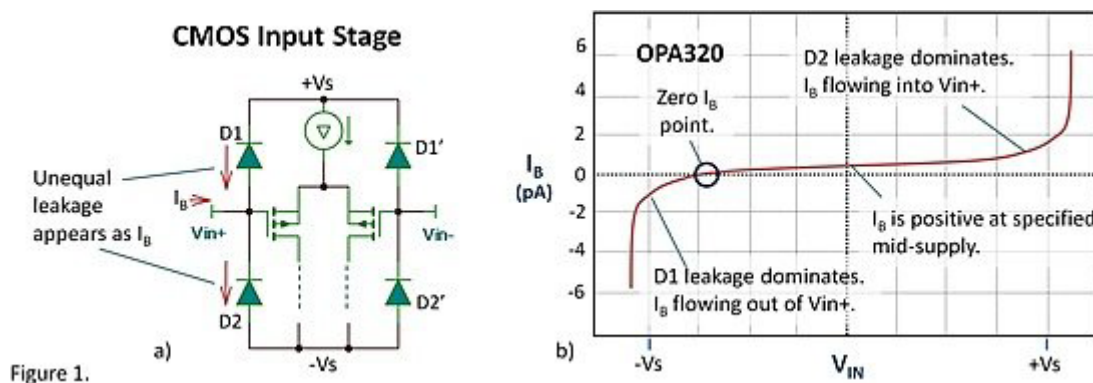 CMOS Input Stage
+Vs
D1
D1'
Unequal
leakage
appears as I_B
I_B
Vin+
Vin-
D2
D2'
a)
-Vs
Figure 1.
OPA320
6
4
2
0
-2
-4
-6
I_B
(pA)
Zero I_B
point.
D2 leakage dominates.
I_B flowing into Vin+.
I_B is positive at specified
mid-supply.
D1 leakage dominates.
I_B flowing out of Vin+.
b)
-Vs
V_IN
+Vs